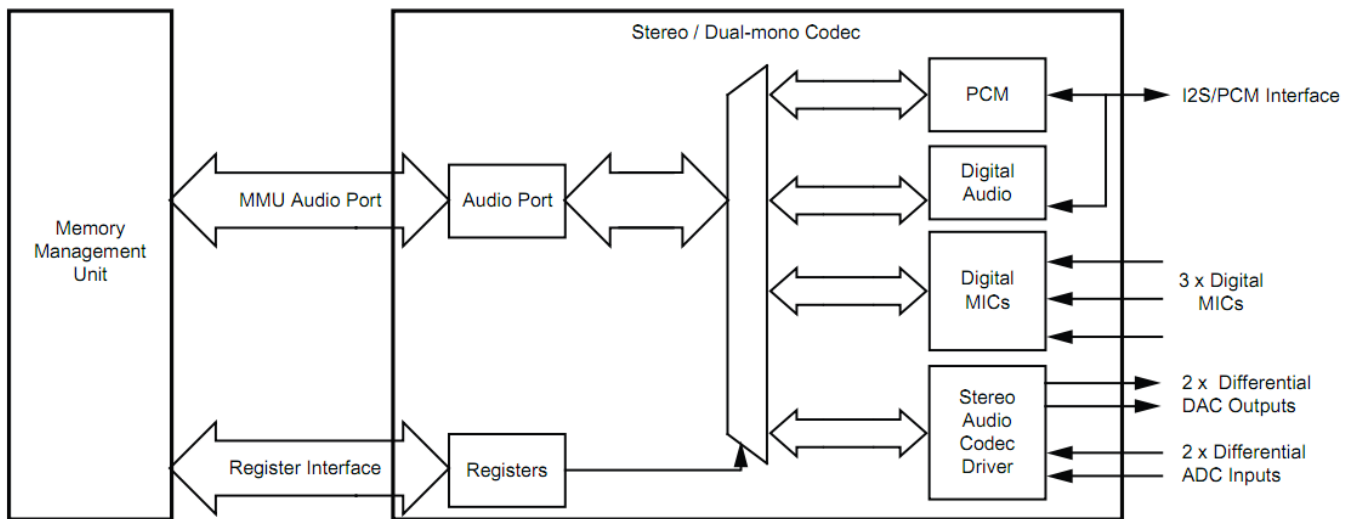 Stereo / Dual-mono Codec
Memory
Management
Unit
MMU Audio Port
Audio Port
Register Interface
Registers
PCM
I2S/PCM Interface
Digital
Audio
Digital
MICs
3 x Digital
MICs
Stereo
Audio
Codec
Driver
2 x Differential
DAC Outputs
2 x Differential
ADC Inputs